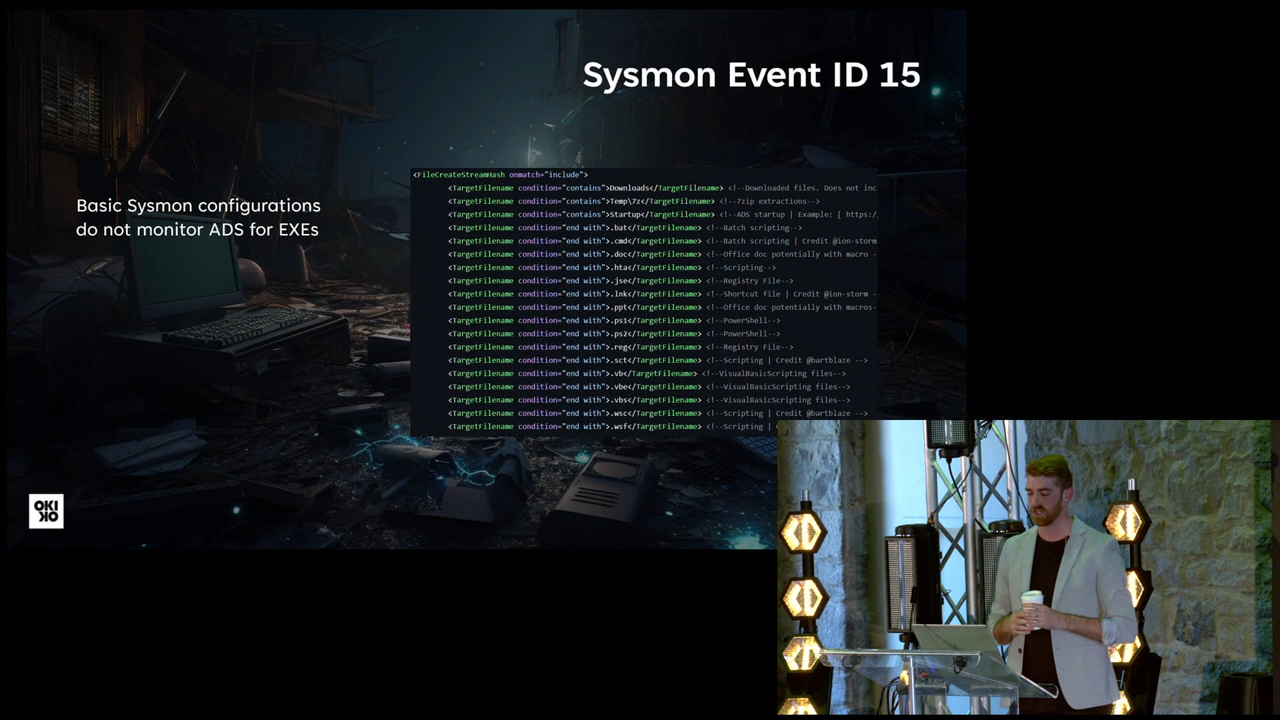 Sysmon Event ID 15
Basic Sysmon configurations
do not monitor ADS for EXEs
<FileCreateStreamHash onmatch="include">
<TargetFilename condition="contains">Downloads</TargetFilename> <!--Downloaded files. Does not inc
<TargetFilename condition="contains">Temp\7z</TargetFilename> <!--7zip extractions-->
<TargetFilename condition="contains">Startup</TargetFilename> <!--ADS startup | Example: [ https:/
<TargetFilename condition="end with">.bat</TargetFilename> <!--Batch scripting-->
<TargetFilename condition="end with">.cmd</TargetFilename> <!--Batch scripting | Credit @ion-storm
<TargetFilename condition="end with">.doc</TargetFilename> <!--Office doc potentially with macro -
<TargetFilename condition="end with">.hta</TargetFilename> <!--Scripting-->
<TargetFilename condition="end with">.jse</TargetFilename> <!--Registry File-->
<TargetFilename condition="end with">.lnk</TargetFilename> <!--Shortcut file | Credit @ion-storm -
<TargetFilename condition="end with">.ppt</TargetFilename> <!--Office doc potentially with macros-
<TargetFilename condition="end with">.ps1</TargetFilename> <!--PowerShell-->
<TargetFilename condition="end with">.ps2</TargetFilename> <!--PowerShell-->
<TargetFilename condition="end with">.reg</TargetFilename> <!--Registry File-->
<TargetFilename condition="end with">.sct</TargetFilename> <!--Scripting | Credit @bartblaze -->
<TargetFilename condition="end with">.vb</TargetFilename> <!--VisualBasicScripting files-->
<TargetFilename condition="end with">.vbe</TargetFilename> <!--VisualBasicScripting files-->
<TargetFilename condition="end with">.vbs</TargetFilename> <!--VisualBasicScripting files-->
<TargetFilename condition="end with">.wsc</TargetFilename> <!--Scripting | Credit @bartblaze -->
<TargetFilename condition="end with">.wsf</TargetFilename> <!--Scripting |
OKI
OK